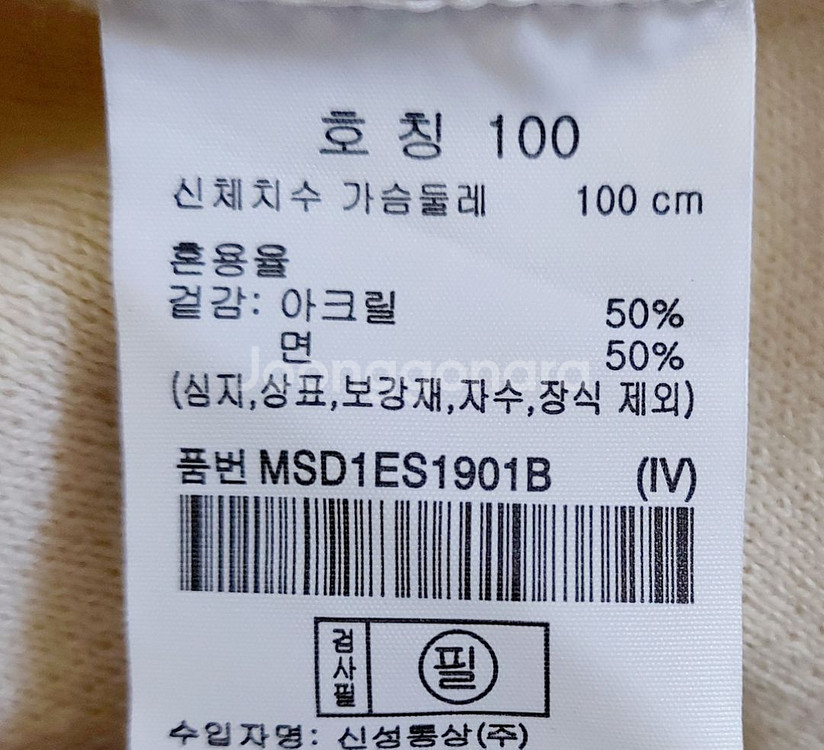 호칭 100
신체치수 가슴둘레 100 cm
혼용율
겉감: 아크릴 50%
면 50%
Joonggonara
(심지,상표,보강재,자수,장식 제외)
품번 MSD1ES1901B (IV)
검사필 필
수입자명: 신성통상(주)